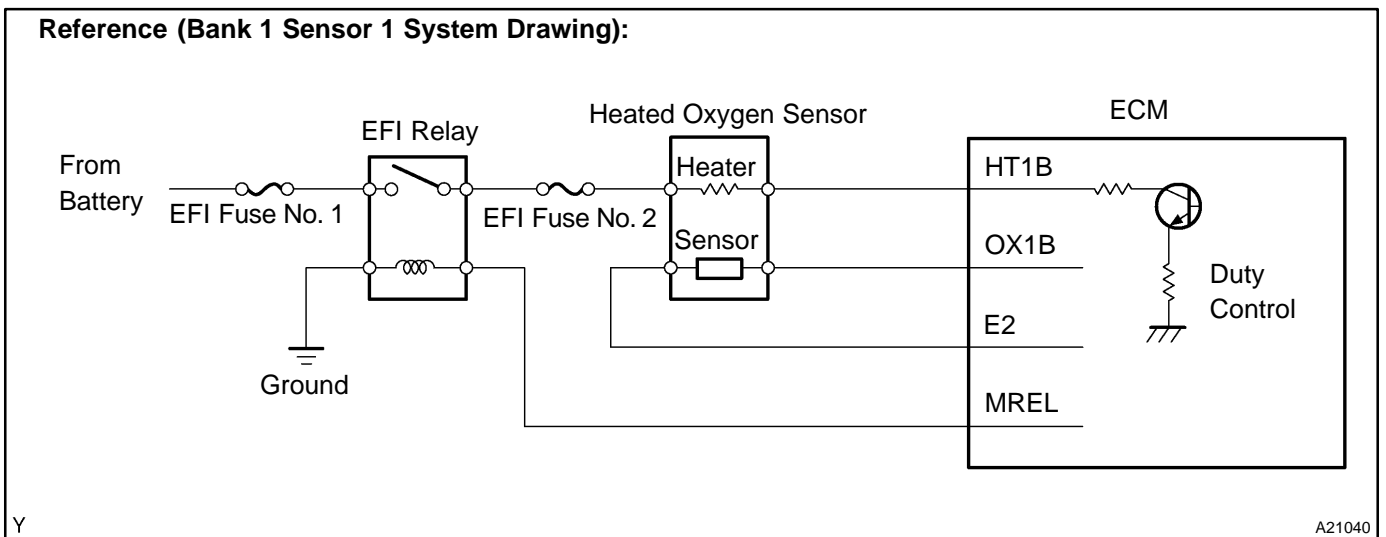 Reference (Bank 1 Sensor 1 System Drawing):
ECM
Heated Oxygen Sensor
EFI Relay
From
Battery
EFI Fuse No. 1
EFI Fuse No. 2
Heater
Sensor
HT1B
OX1B
E2
MREL
Duty
Control
Ground
Y
A21040